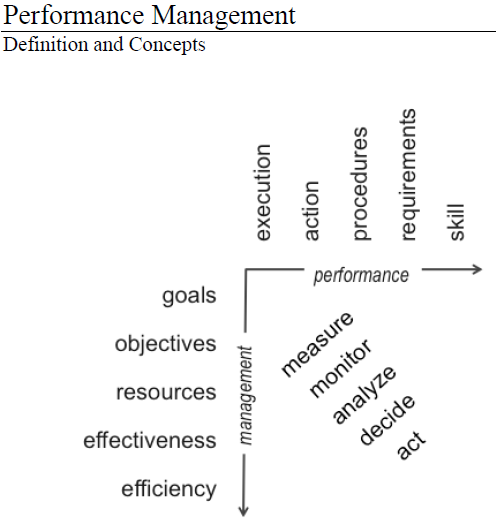 Performance Management
Definition and Concepts
execution
action
procedures
requirements
skill
performance
goals
objectives
resources
effectiveness
efficiency
management
measure
monitor
analyze
decide
act